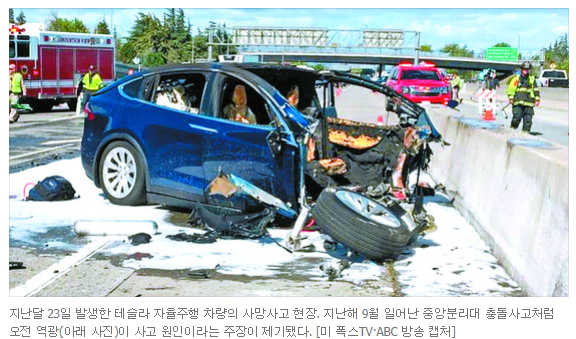 MOUNTAIN VIEW
지난달 23일 발생한 테슬라 자율주행 차량의 사망사고 현장. 지난해 9월 일어난 중앙분리대 충돌사고처럼
오전 역광(아래 사진)이 사고 원인이라는 주장이 제기됐다. [미 폭스TV·ABC 방송 캡처]